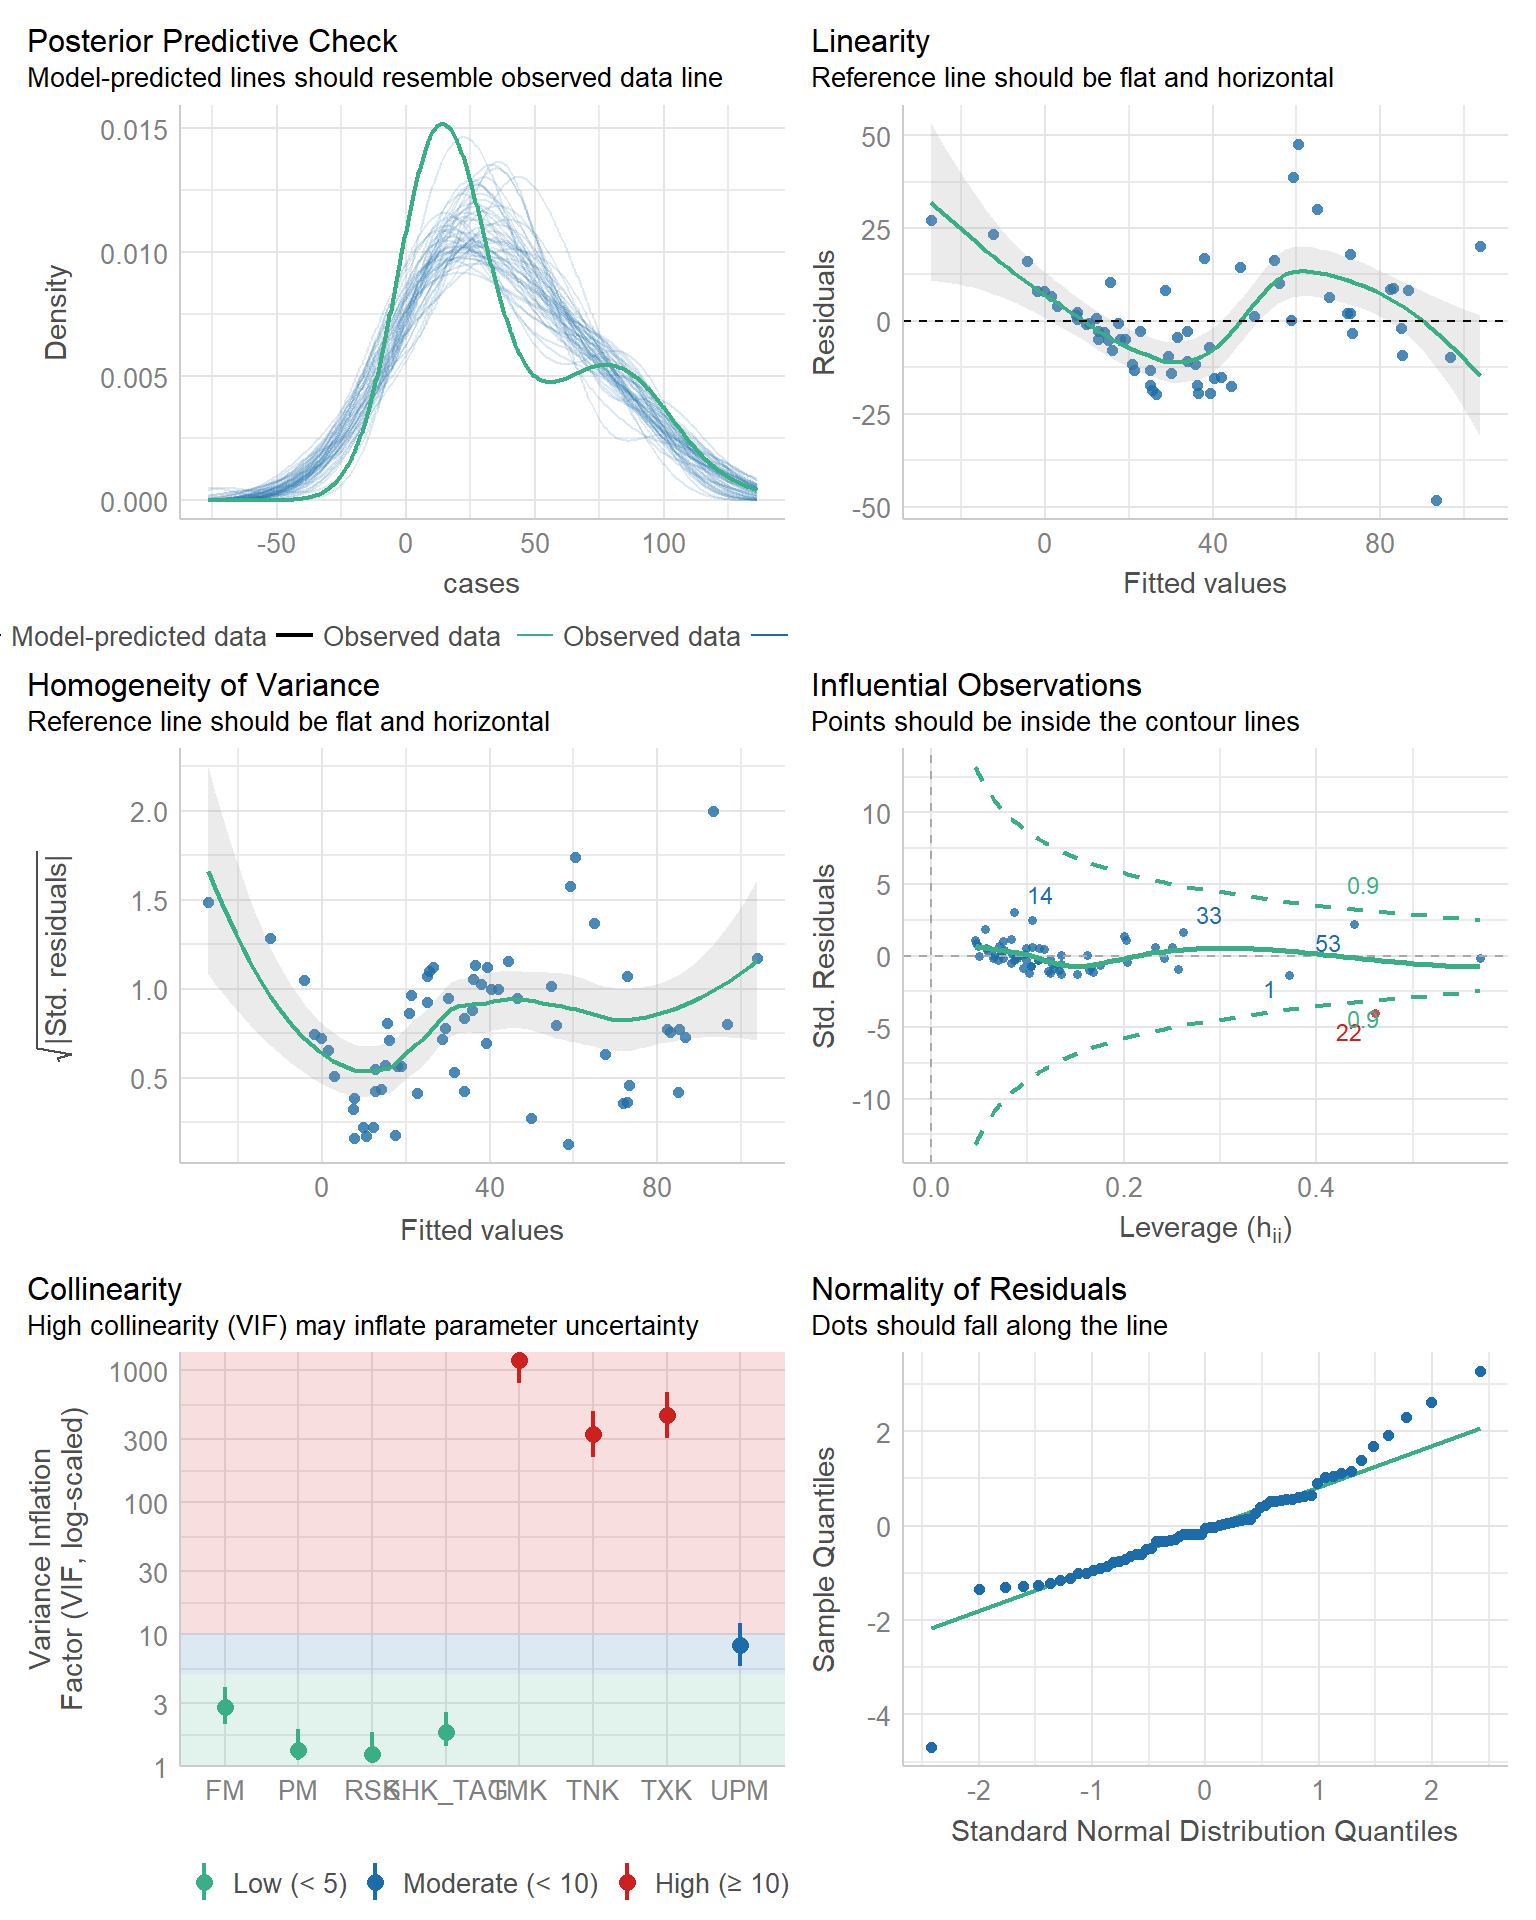 Posterior Predictive Check
Model-predicted lines should resemble observed data line
Density
0.015
0.010
0.005
0.000
-50
0
50
100
cases
Model-predicted data
Observed data
Observed data
Linearity
Reference line should be flat and horizontal
Residuals
50
25
0
-25
-50
0
40
80
Fitted values
Homogeneity of Variance
Reference line should be flat and horizontal
√|Std. residuals|
2.0
1.5
1.0
0.5
0
40
80
Fitted values
Influential Observations
Points should be inside the contour lines
Std. Residuals
10
5
0
-5
-10
14
33
53
1
22
0.9
0.9
0.0
0.2
0.4
Leverage (hii)
Collinearity
High collinearity (VIF) may inflate parameter uncertainty
Variance Inflation
Factor (VIF, log-scaled)
1000
300
100
30
10
3
1
FM
PM
RSK
SHK_TAG
TMK
TNK
TXK
UPM
Low (< 5)
Moderate (< 10)
High (≥ 10)
Normality of Residuals
Dots should fall along the line
Sample Quantiles
2
0
-2
-4
-2
-1
0
1
2
Standard Normal Distribution Quantiles